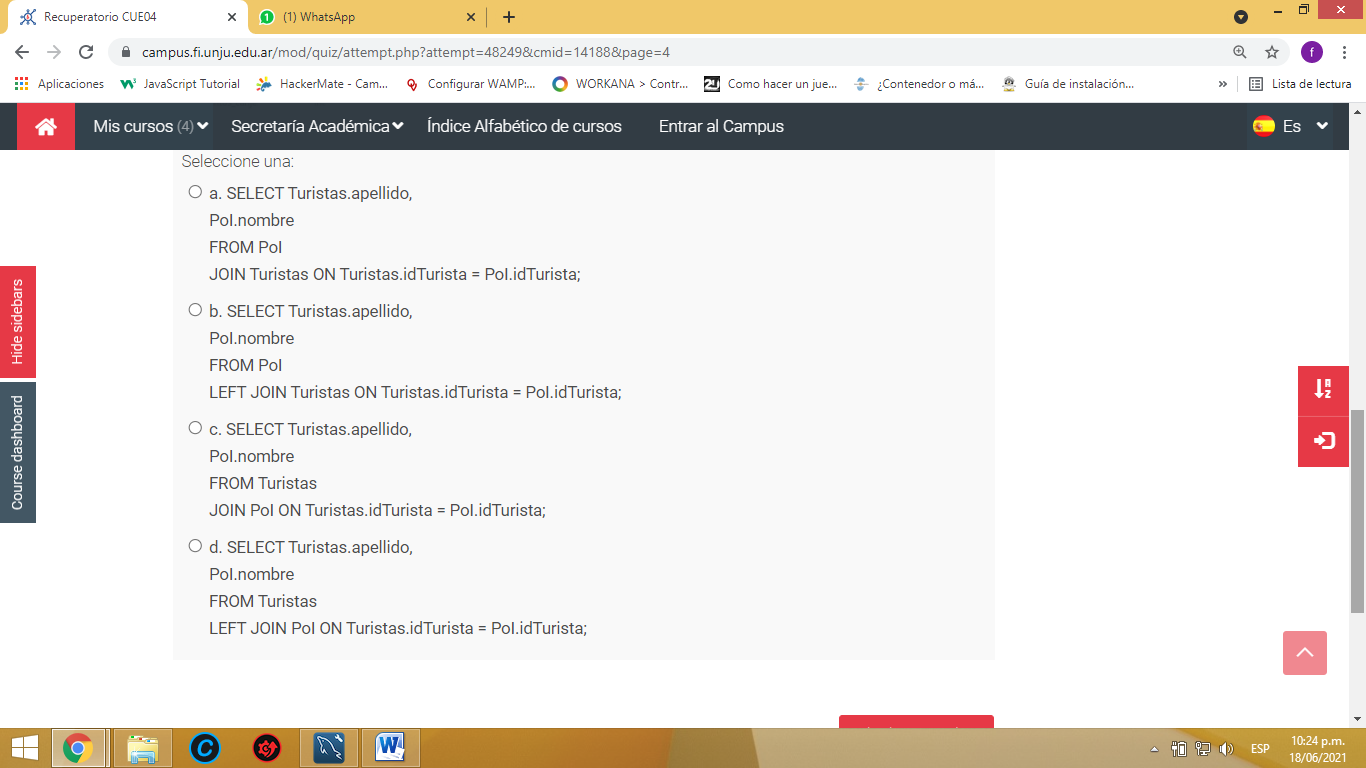 Recuperatorio CUE04
(1) WhatsApp
campus.fi.unju.edu.ar/mod/quiz/attempt.php?attempt=48249&cmid=14188&page=4
f
Aplicaciones
JavaScript Tutorial
HackerMate - Cam...
Configurar WAMP:...
WORKANA > Contr...
Como hacer un jue...
¿Contenedor o má...
Guía de instalación...
»
Lista de lectura
Mis cursos (4)
Secretaría Académica
Índice Alfabético de cursos
Entrar al Campus
Es
Seleccione una:
a. SELECT Turistas.apellido,
PoI.nombre
FROM PoI
JOIN Turistas ON Turistas.idTurista = PoI.idTurista;
b. SELECT Turistas.apellido,
PoI.nombre
FROM PoI
LEFT JOIN Turistas ON Turistas.idTurista = PoI.idTurista;
c. SELECT Turistas.apellido,
PoI.nombre
FROM Turistas
JOIN PoI ON Turistas.idTurista = PoI.idTurista;
d. SELECT Turistas.apellido,
PoI.nombre
FROM Turistas
LEFT JOIN PoI ON Turistas.idTurista = PoI.idTurista;
Hide sidebars
Course dashboard
ESP
10:24 p.m.
18/06/2021